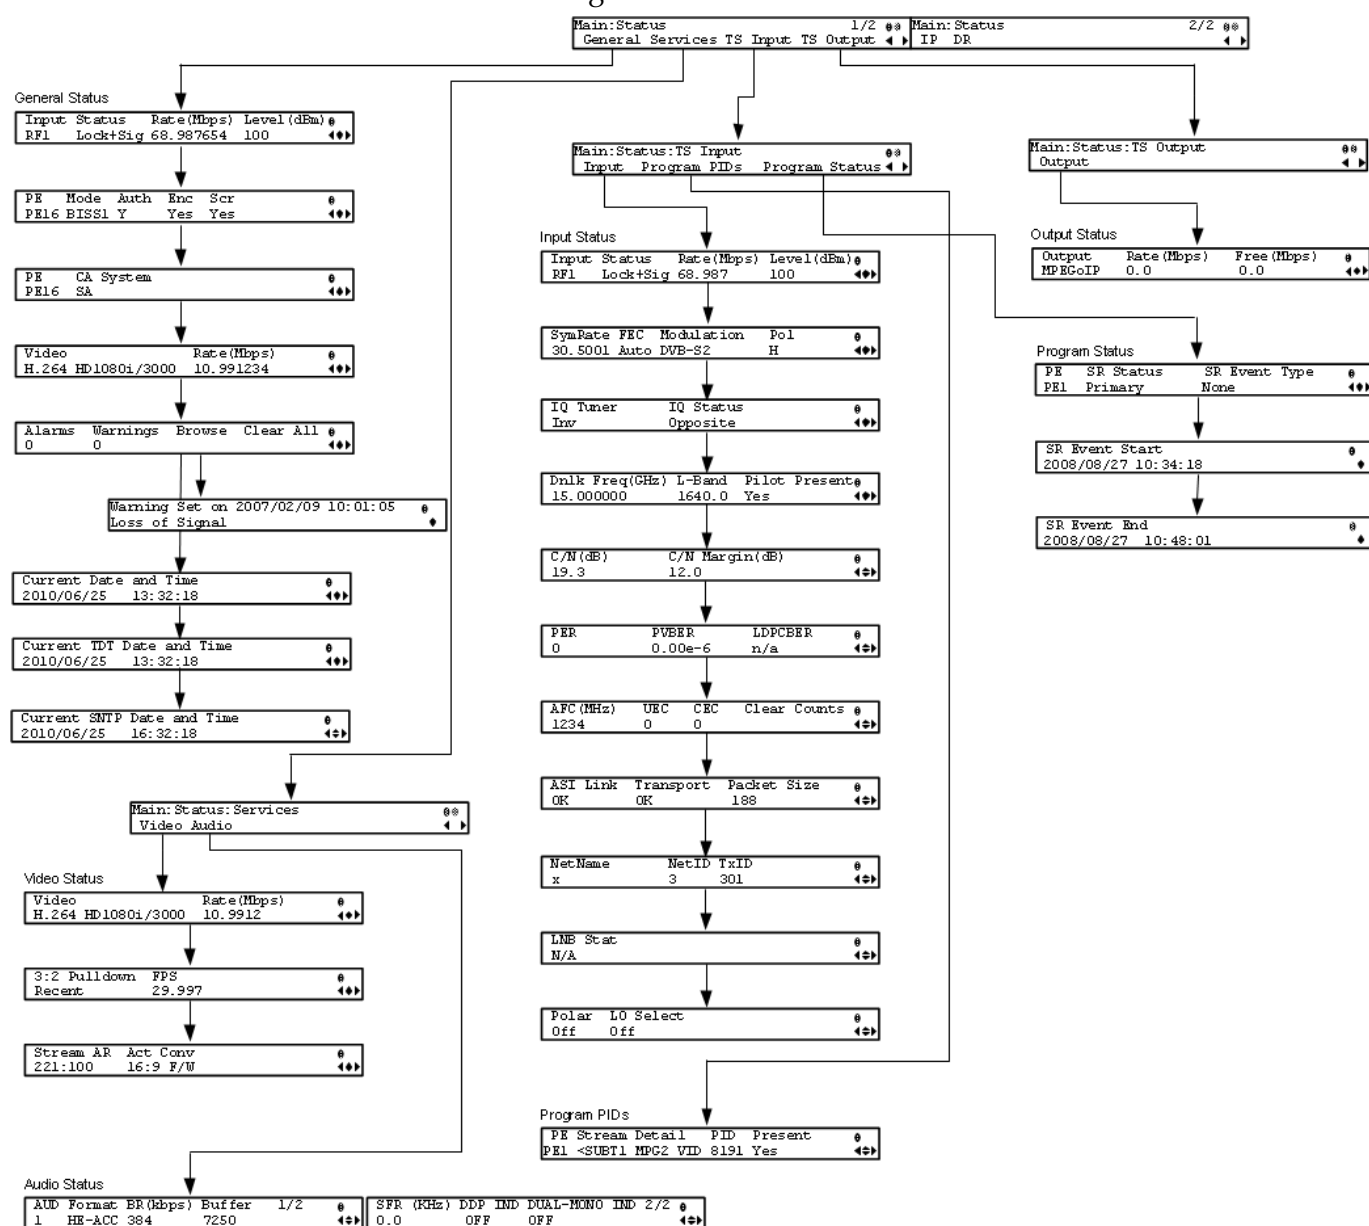 Main:Status 1/2
General Services TS Input TS Output
Main:Status 2/2
IP DR
General Status
Input Status Rate(Mbps) Level(dBm)
RF1 Lock+Sig 68.987654 100
PE Mode Auth Enc Scr
PE16 BISS1 Y Yes Yes
PE CA System
PE16 SA
Video Rate(Mbps)
H.264 HD1080i/3000 10.991234
Alarms Warnings Browse Clear All
0 0
Warning Set on 2007/02/09 10:01:05
Loss of Signal
Current Date and Time
2010/06/25 13:32:18
Current TDT Date and Time
2010/06/25 13:32:18
Current SNTP Date and Time
2010/06/25 16:32:18
Main:Status:Services
Video Audio
Video Status
Video Rate(Mbps)
H.264 HD1080i/3000 10.9912
3:2 Pulldown FPS
Recent 29.997
Stream AR Act Conv
221:100 16:9 F/W
Audio Status
AUD Format BR(kbps) Buffer 1/2
1 HE-ACC 384 7250
SFR (KHz) DDP IND DUAL-MONO IND 2/2
0.0 OFF OFF
Main:Status:TS Input
Input Program PIDs Program Status
Input Status
Input Status Rate(Mbps) Level(dBm)
RF1 Lock+Sig 68.987 100
SymRate FEC Modulation Pol
30.5001 Auto DVB-S2 H
IQ Tuner IQ Status
Inv Opposite
Dnlk Freq(GHz) L-Band Pilot Present
15.000000 1640.0 Yes
C/N(dB) C/N Margin(dB)
19.3 12.0
PER PVBER LDPCBER
0 0.00e-6 n/a
AFC(MHz) UEC CEC Clear Counts
1234 0 0
ASI Link Transport Packet Size
OK OK 188
NetName NetID TxID
x 3 301
LNB Stat
N/A
Polar LO Select
Off Off
Program PIDs
PE Stream Detail PID Present
PE1 <SUBT1 MPG2 VID 8191 Yes
Main:Status:TS Output
Output
Output Status
Output Rate(Mbps) Free(Mbps)
MPEGoIP 0.0 0.0
Program Status
PE SR Status SR Event Type
PE1 Primary None
SR Event Start
2008/08/27 10:34:18
SR Event End
2008/08/27 10:48:01